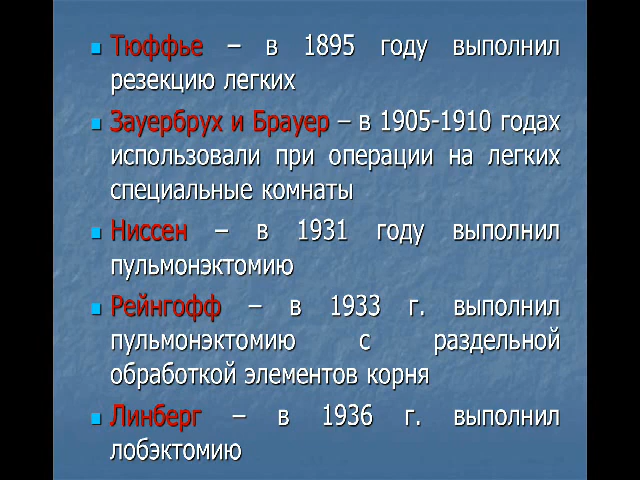 Тюффье – в 1895 году выполнил
резекцию легких
Зауербрух и Брауер – в 1905-1910 годах
использовали при операции на легких
специальные комнаты
Ниссен – в 1931 году выполнил
пульмонэктомию
Рейнгофф – в 1933 г. выполнил
пульмонэктомию с раздельной
обработкой элементов корня
Линберг – в 1936 г. выполнил
лобэктомию